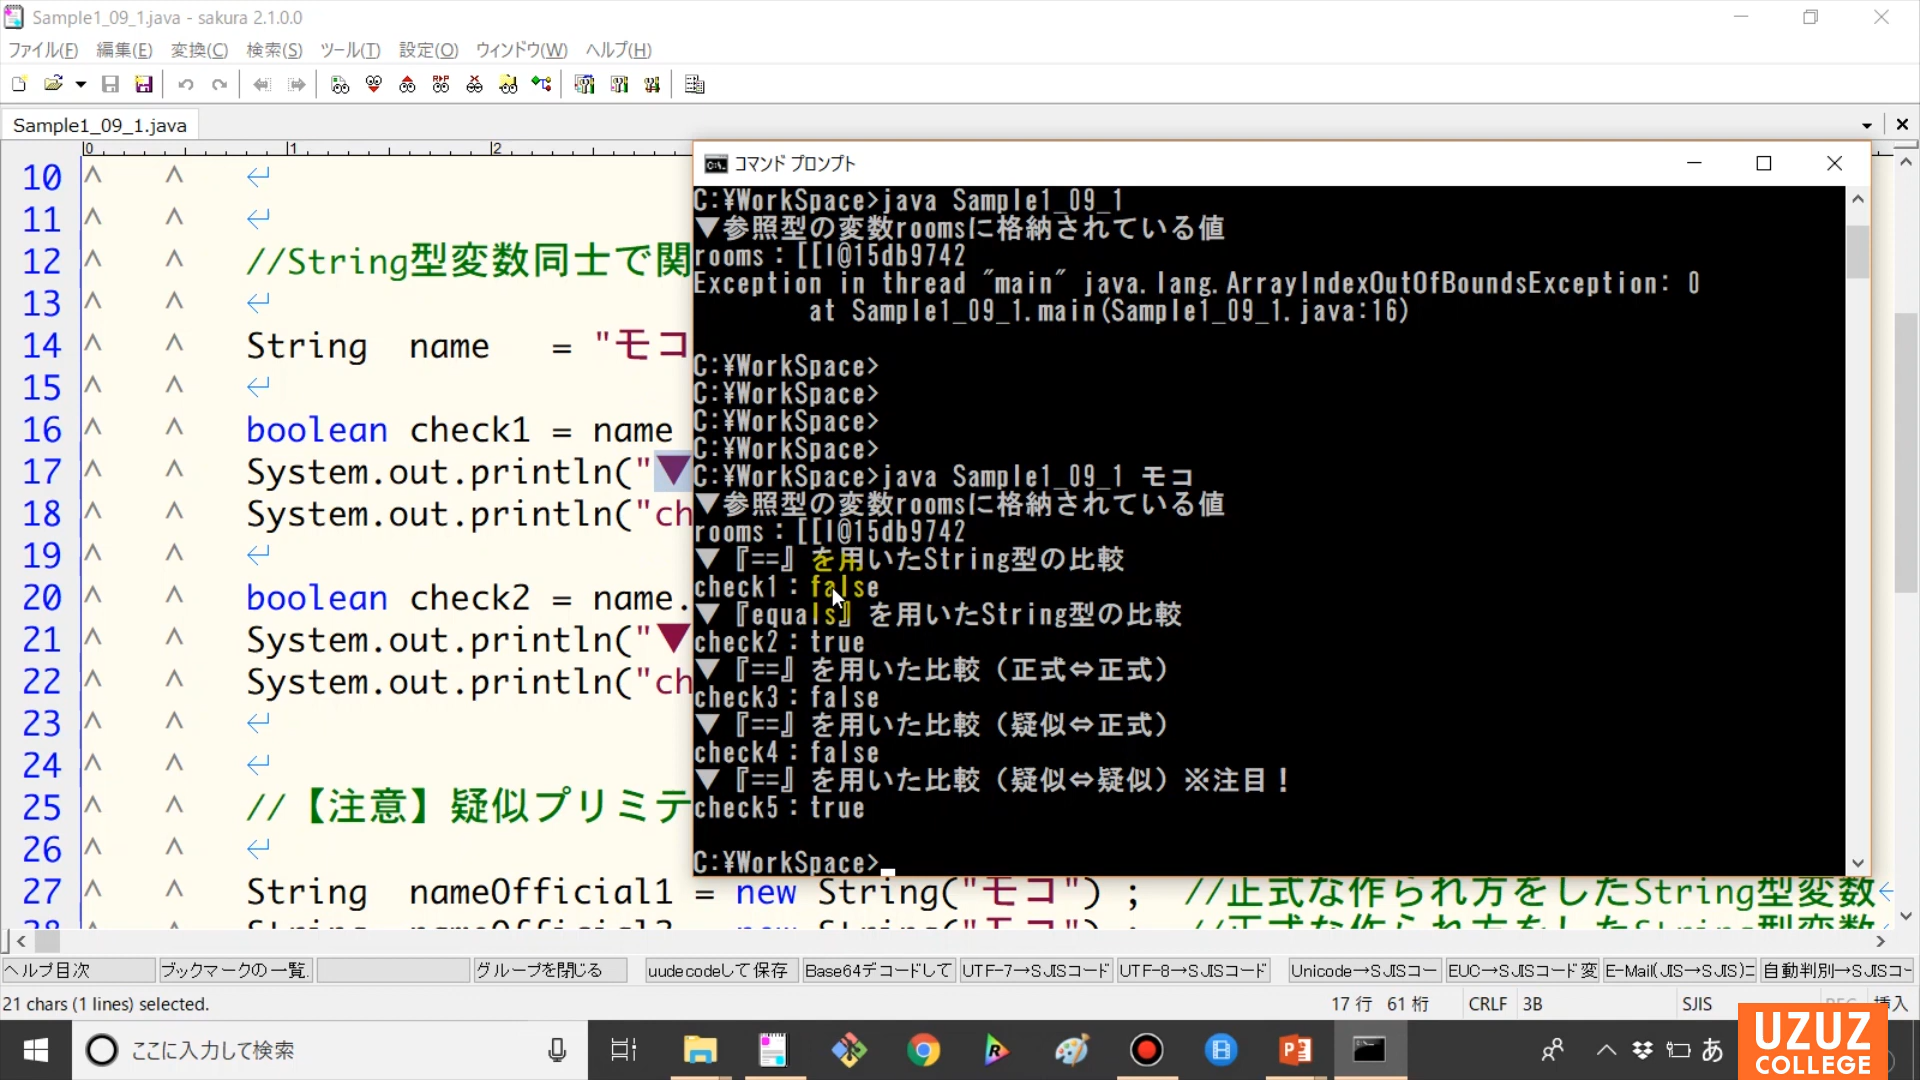 Sample1_09_1.java - sakura 2.1.0.0
ファイル(F) 編集(E) 変換(C) 検索(S) ツール(T) 設定(O) ウィンドウ(W) ヘルプ(H)
Sample1_09_1.java
0 1 2
10
11
12 //String型変数同士で関
13
14 String name = "モコ
15
16 boolean check1 = name
17 System.out.println("▼
18 System.out.println("ch
19
20 boolean check2 = name.
21 System.out.println("▼
22 System.out.println("ch
23
24
25 //【注意】疑似プリミテ
26
27 String nameOfficial1 = new String("モコ") ; //正式な作られ方をしたString型変数
コマンド プロンプト
C:¥WorkSpace>java Sample1_09_1
▼参照型の変数roomsに格納されている値
rooms：[[I@15db9742
Exception in thread "main" java.lang.ArrayIndexOutOfBoundsException: 0
at Sample1_09_1.main(Sample1_09_1.java:16)
C:¥WorkSpace>
C:¥WorkSpace>
C:¥WorkSpace>
C:¥WorkSpace>
C:¥WorkSpace>java Sample1_09_1 モコ
▼参照型の変数roomsに格納されている値
rooms：[[I@15db9742
▼『==』を用いたString型の比較
check1：false
▼『equals』を用いたString型の比較
check2：true
▼『==』を用いた比較（正式⇔正式）
check3：false
▼『==』を用いた比較（疑似⇔正式）
check4：false
▼『==』を用いた比較（疑似⇔疑似）※注目！
check5：true
C:¥WorkSpace>
ヘルプ目次 ブックマークの一覧. グループを閉じる uudecodeして保存 Base64デコードして UTF-7→SJISコード UTF-8→SJISコード Unicode→SJISコー EUC→SJISコード変 E-Mail(JIS→SJIS)コ 自動判別→SJISコー
21 chars (1 lines) selected. 17 行 61 桁 CRLF 3B SJIS 挿入
ここに入力して検索
あ
UZUZ
COLLEGE